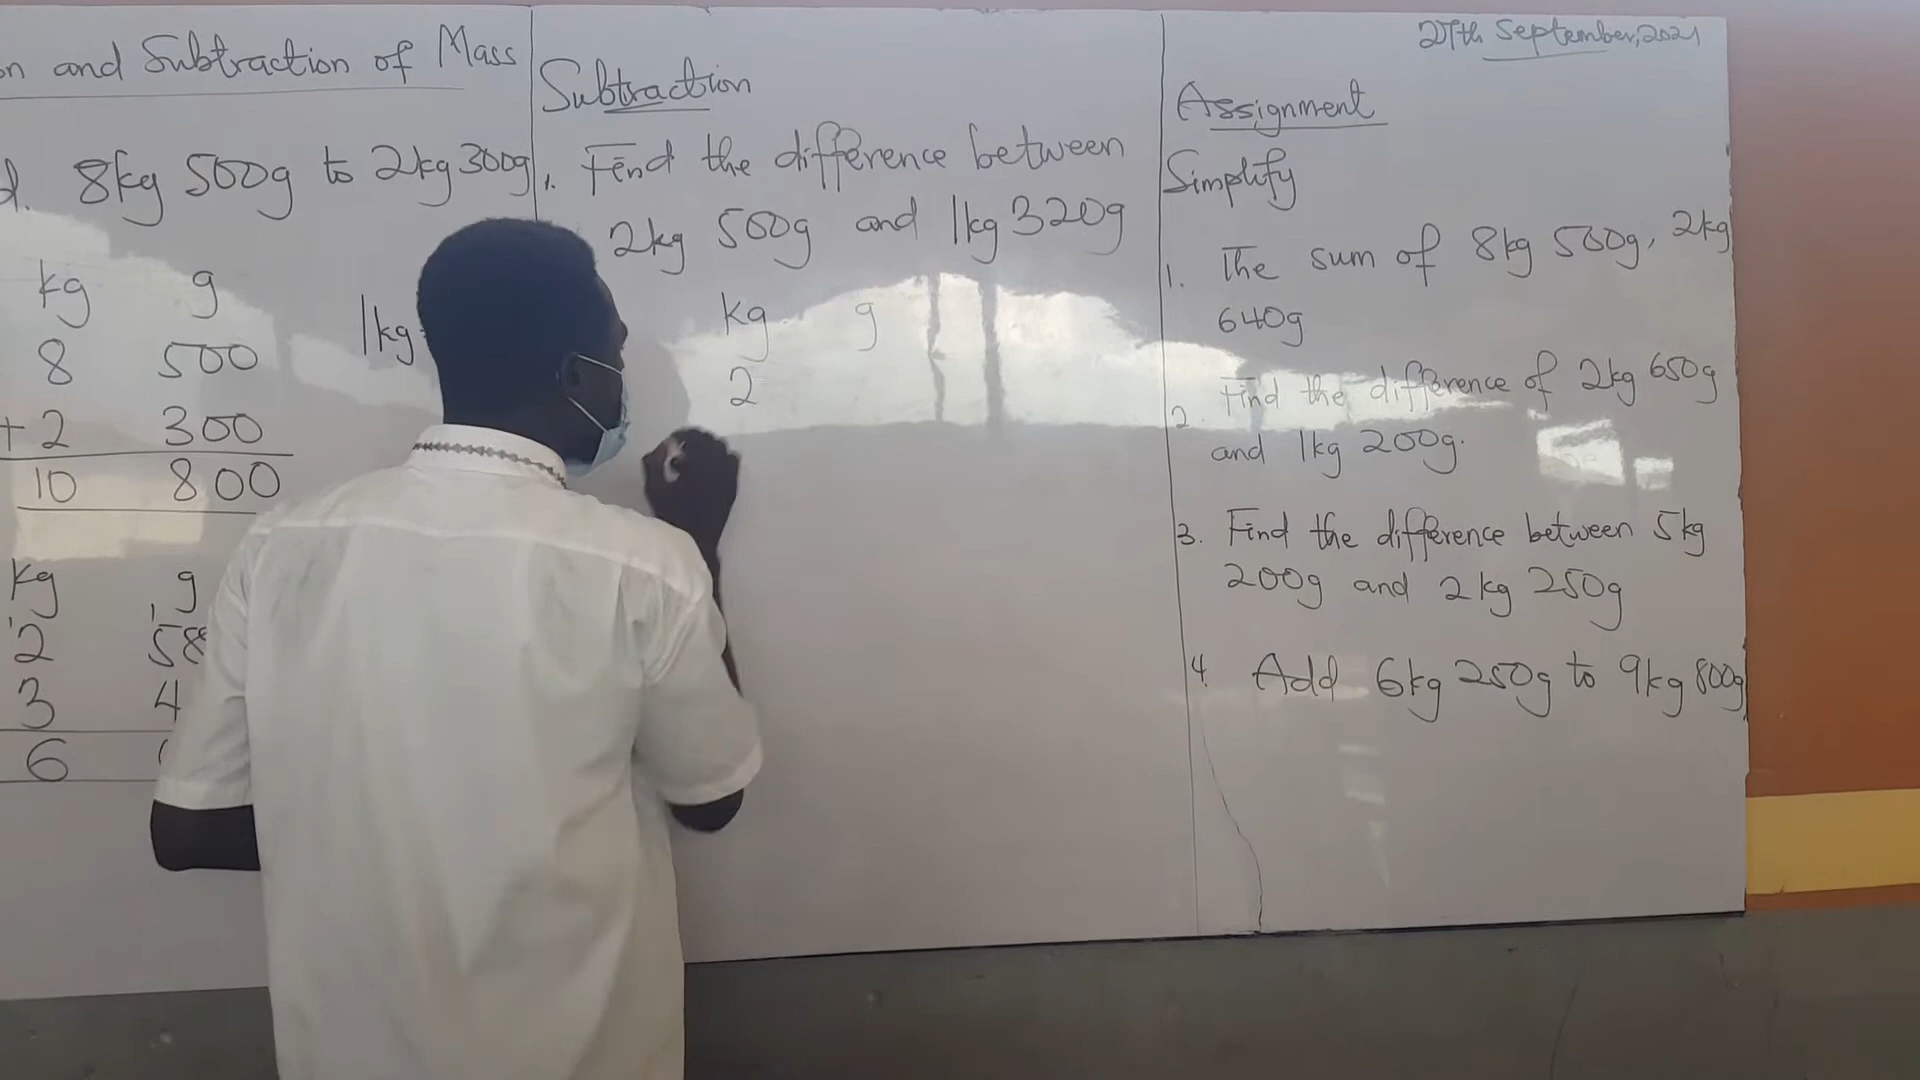 and Subtraction of Mass
8kg 500g to 2kg 300g
kg g
8 500
+ 2 300
10 800
1kg
kg g
2
3 4
6
Subtraction
1. Find the difference between
2kg 500g and 1kg 320g
Kg g
2
27th September, 2021
Assignment
Simplify
1. The sum of 8kg 500g, 2kg
640g
2. Find the difference of 2kg 650g
and 1kg 200g.
3. Find the difference between 5kg
200g and 2kg 250g
4. Add 6kg 250g to 9kg 800g